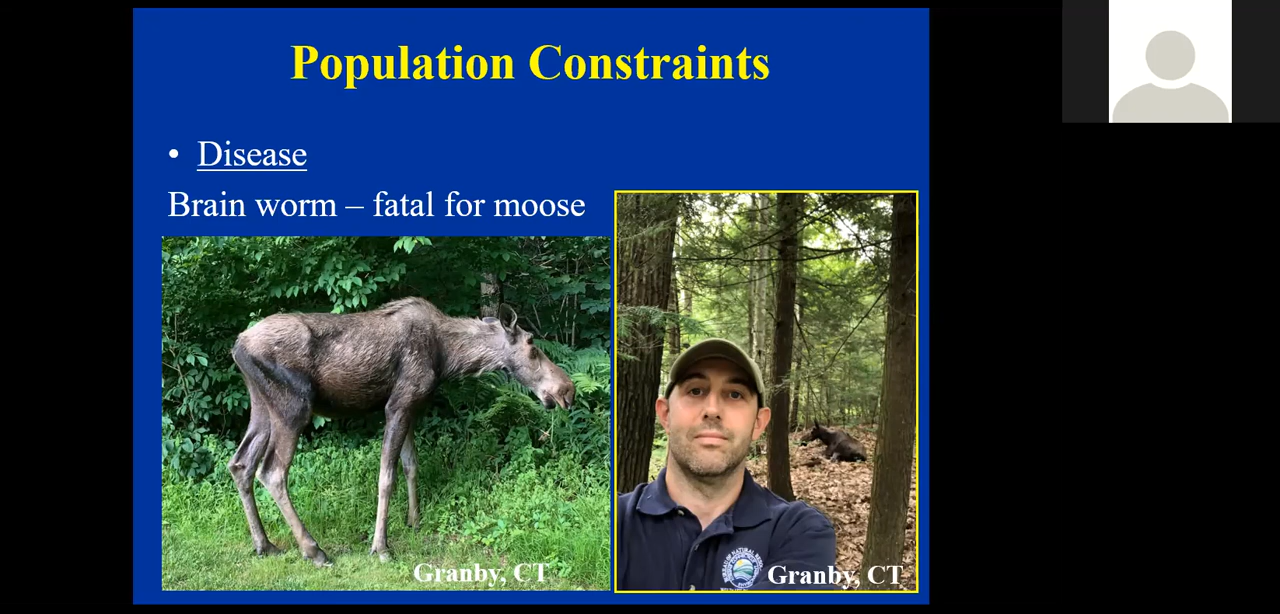 Population Constraints
• Disease
Brain worm – fatal for moose
Granby, CT
Granby, CT